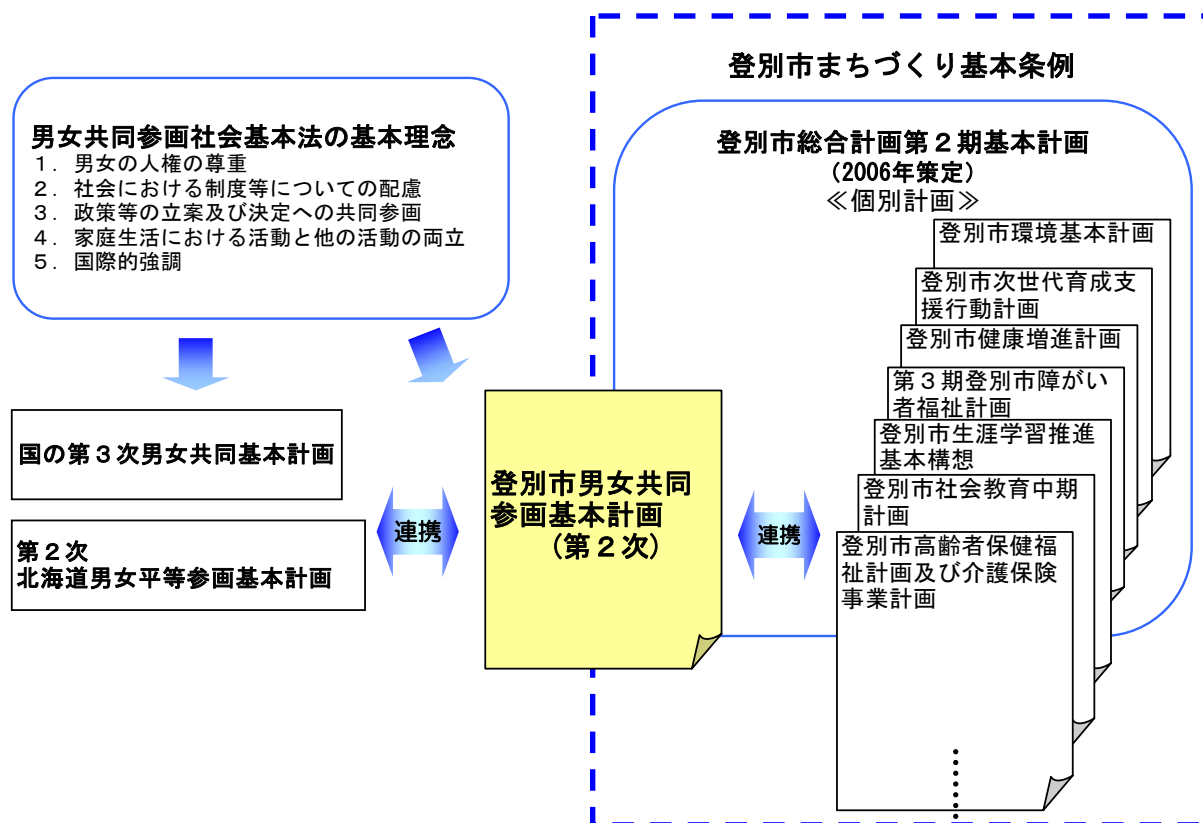 男女共同参画社会基本法の基本理念
１．男女の人権の尊重
２．社会における制度等についての配慮
３．政策等の立案及び決定への共同参画
４．家庭生活における活動と他の活動の両立
５．国際的強調
国の第３次男女共同基本計画
第２次
北海道男女平等参画基本計画
連携
登別市男女共同
参画基本計画
（第２次）
連携
登別市まちづくり基本条例
登別市総合計画第２期基本計画
（2006年策定）
≪個別計画≫
登別市環境基本計画
登別市次世代育成支
援行動計画
登別市健康増進計画
第３期登別市障がい
者福祉計画
登別市生涯学習推進
基本構想
登別市社会教育中期
計画
登別市高齢者保健福
祉計画及び介護保険
事業計画